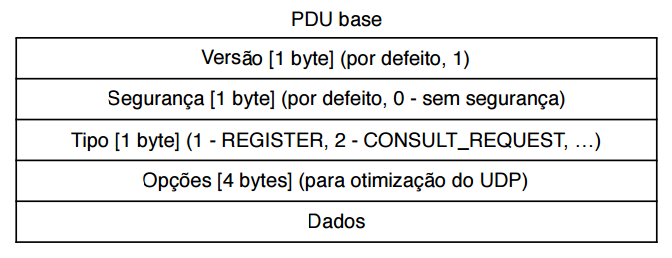 PDU base
Versão [1 byte] (por defeito, 1)
Segurança [1 byte] (por defeito, 0 - sem segurança)
Tipo [1 byte] (1 - REGISTER, 2 - CONSULT_REQUEST, …)
Opções [4 bytes] (para otimização do UDP)
Dados